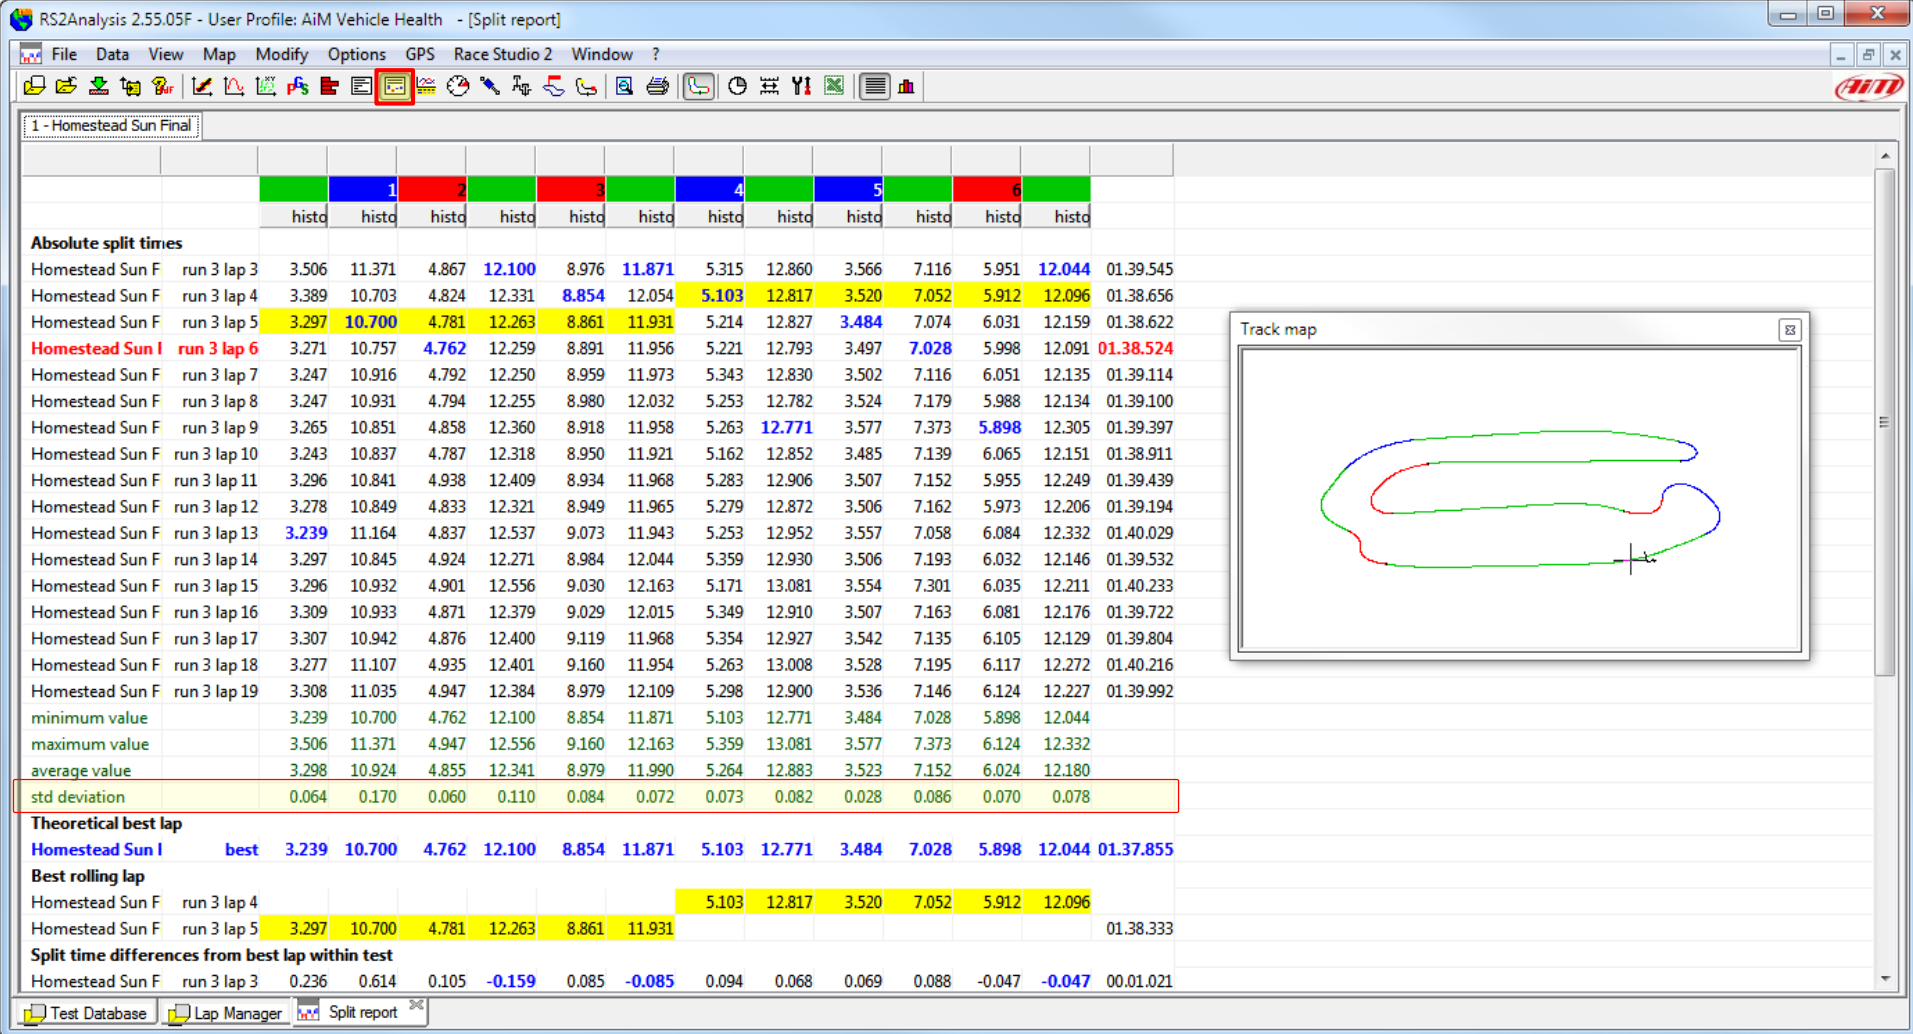 RS2Analysis 2.55.05F - User Profile: AiM Vehicle Health - [Split report]
File Data View Map Modify Options GPS Race Studio 2 Window ?
AiM
1 - Homestead Sun Final
1 2 3 4 5 6
histo histo histo histo histo histo histo histo histo histo histo histo
Absolute split times
Homestead Sun F run 3 lap 3 3.506 11.371 4.867 12.100 8.976 11.871 5.315 12.860 3.566 7.116 5.951 12.044 01.39.545
Homestead Sun F run 3 lap 4 3.389 10.703 4.824 12.331 8.854 12.054 5.103 12.817 3.520 7.052 5.912 12.096 01.38.656
Homestead Sun F run 3 lap 5 3.297 10.700 4.781 12.263 8.861 11.931 5.214 12.827 3.484 7.074 6.031 12.159 01.38.622
Homestead Sun I run 3 lap 6 3.271 10.757 4.762 12.259 8.891 11.956 5.221 12.793 3.497 7.028 5.998 12.091 01.38.524
Homestead Sun F run 3 lap 7 3.247 10.916 4.792 12.250 8.959 11.973 5.343 12.830 3.502 7.116 6.051 12.135 01.39.114
Homestead Sun F run 3 lap 8 3.247 10.931 4.794 12.255 8.980 12.032 5.253 12.782 3.524 7.179 5.988 12.134 01.39.100
Homestead Sun F run 3 lap 9 3.265 10.851 4.858 12.360 8.918 11.958 5.263 12.771 3.577 7.373 5.898 12.305 01.39.397
Homestead Sun F run 3 lap 10 3.243 10.837 4.787 12.318 8.950 11.921 5.162 12.852 3.485 7.139 6.065 12.151 01.38.911
Homestead Sun F run 3 lap 11 3.296 10.841 4.938 12.409 8.934 11.968 5.283 12.906 3.507 7.152 5.955 12.249 01.39.439
Homestead Sun F run 3 lap 12 3.278 10.849 4.833 12.321 8.949 11.965 5.279 12.872 3.506 7.162 5.973 12.206 01.39.194
Homestead Sun F run 3 lap 13 3.239 11.164 4.837 12.537 9.073 11.943 5.253 12.952 3.557 7.058 6.084 12.332 01.40.029
Homestead Sun F run 3 lap 14 3.297 10.845 4.924 12.271 8.984 12.044 5.359 12.930 3.506 7.193 6.032 12.146 01.39.532
Homestead Sun F run 3 lap 15 3.296 10.932 4.901 12.556 9.030 12.163 5.171 13.081 3.554 7.301 6.035 12.211 01.40.233
Homestead Sun F run 3 lap 16 3.309 10.933 4.871 12.379 9.029 12.015 5.349 12.910 3.507 7.163 6.081 12.176 01.39.722
Homestead Sun F run 3 lap 17 3.307 10.942 4.876 12.400 9.119 11.968 5.354 12.927 3.542 7.135 6.105 12.129 01.39.804
Homestead Sun F run 3 lap 18 3.277 11.107 4.935 12.401 9.160 11.954 5.263 13.008 3.528 7.195 6.117 12.272 01.40.216
Homestead Sun F run 3 lap 19 3.308 11.035 4.947 12.384 8.979 12.109 5.298 12.900 3.536 7.146 6.124 12.227 01.39.992
minimum value 3.239 10.700 4.762 12.100 8.854 11.871 5.103 12.771 3.484 7.028 5.898 12.044
maximum value 3.506 11.371 4.947 12.556 9.160 12.163 5.359 13.081 3.577 7.373 6.124 12.332
average value 3.298 10.924 4.855 12.341 8.979 11.990 5.264 12.883 3.523 7.152 6.024 12.180
std deviation 0.064 0.170 0.060 0.110 0.084 0.072 0.073 0.082 0.028 0.086 0.070 0.078
Theoretical best lap
Homestead Sun I best 3.239 10.700 4.762 12.100 8.854 11.871 5.103 12.771 3.484 7.028 5.898 12.044 01.37.855
Best rolling lap
Homestead Sun F run 3 lap 4 5.103 12.817 3.520 7.052 5.912 12.096
Homestead Sun F run 3 lap 5 3.297 10.700 4.781 12.263 8.861 11.931 01.38.333
Split time differences from best lap within test
Homestead Sun F run 3 lap 3 0.236 0.614 0.105 -0.159 0.085 -0.085 0.094 0.068 0.069 0.088 -0.047 -0.047 00.01.021
Track map
Test Database Lap Manager Split report